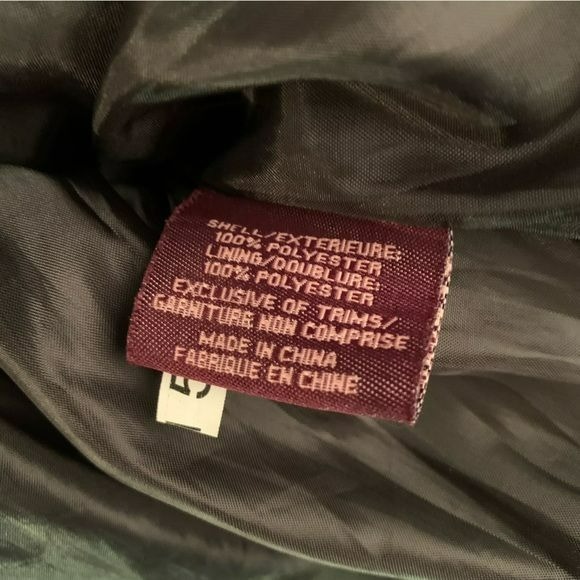 SHELL/EXTERIEURE:
100% POLYESTER
LINING/DOUBLURE:
100% POLYESTER
EXCLUSIVE OF TRIMS/
GARNITURE NON COMPRISE
MADE IN CHINA
FABRIQUE EN CHINE